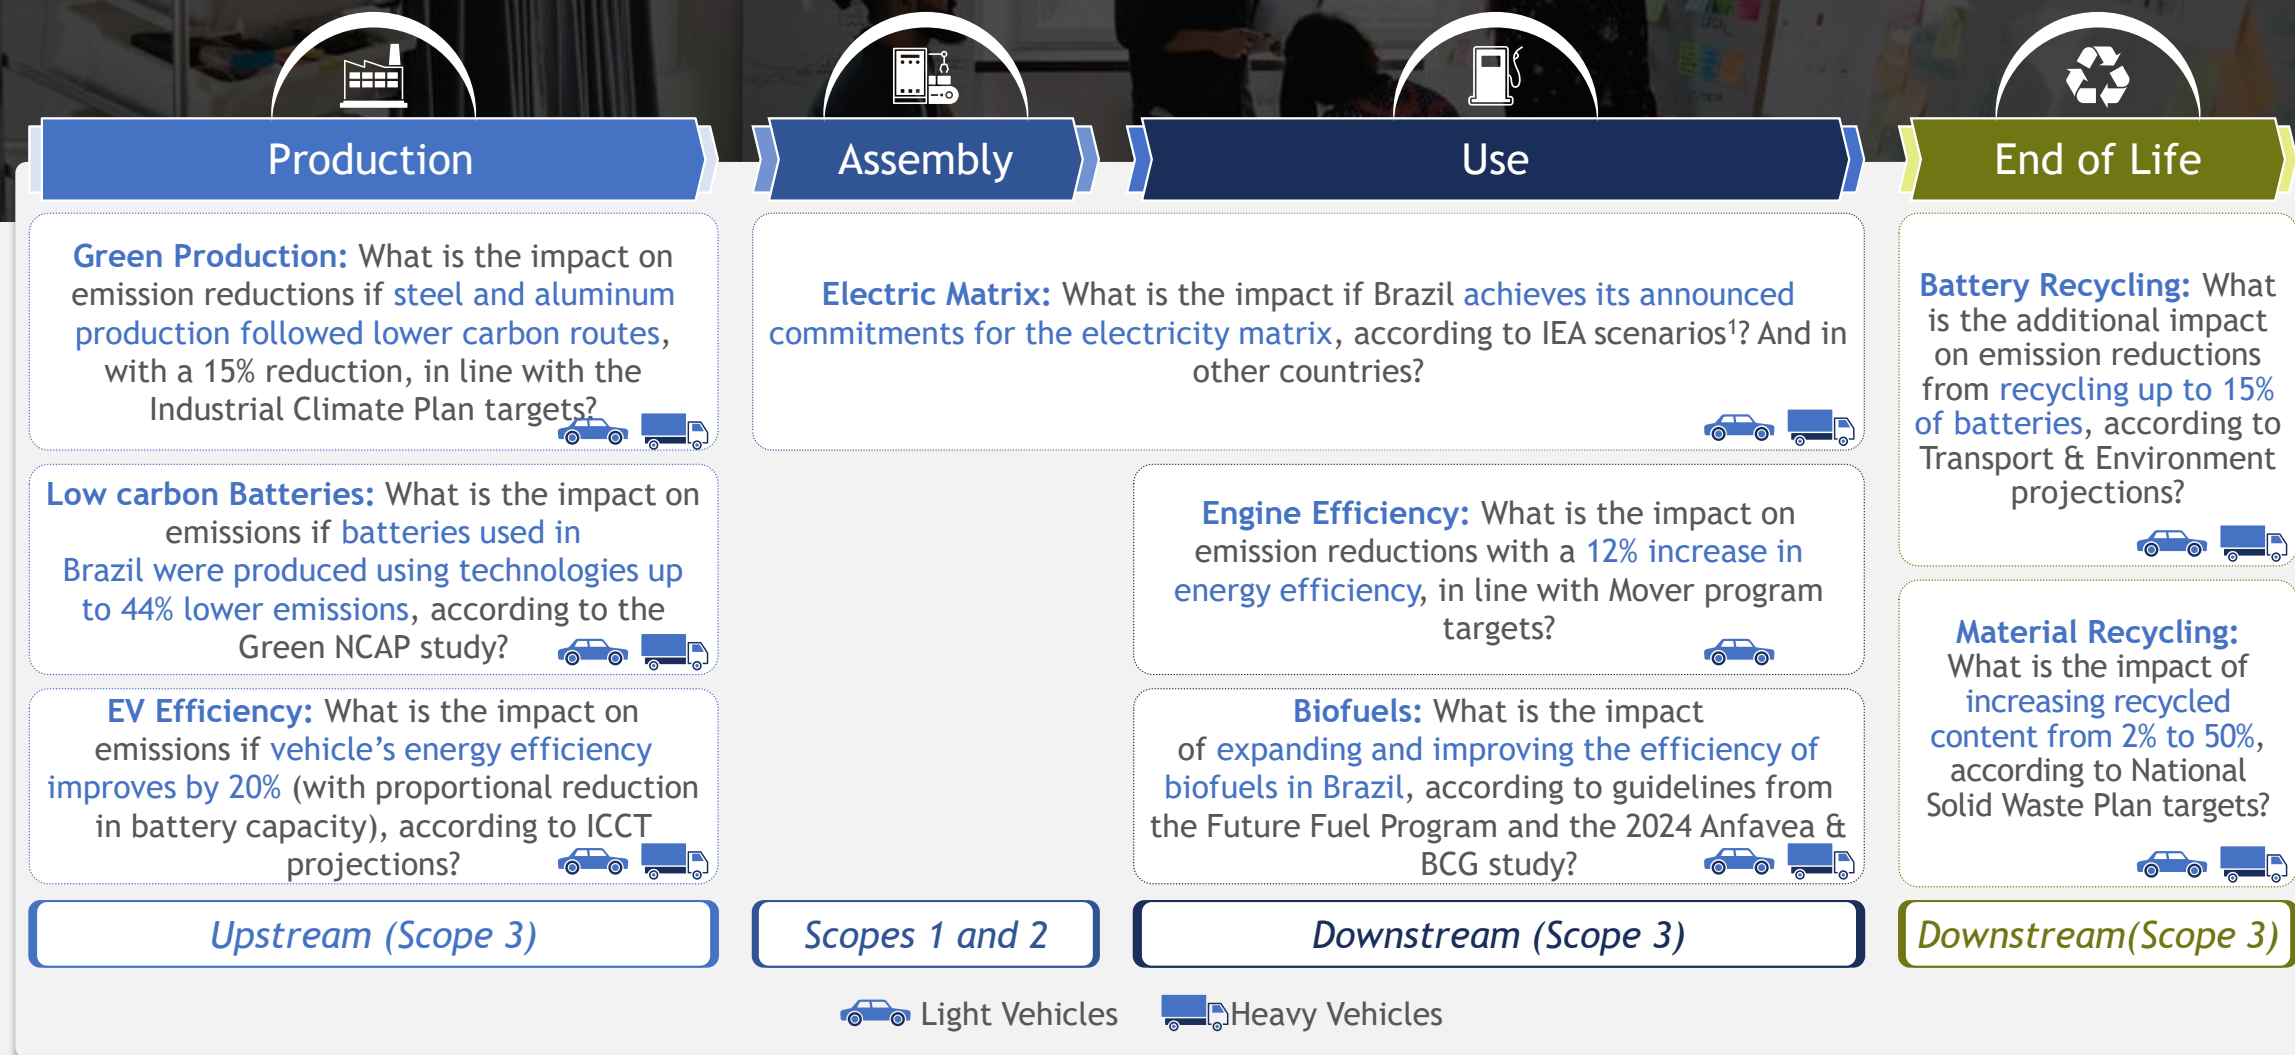 Production
Assembly
Use
End of Life
Green Production: What is the impact on
emission reductions if steel and aluminum
production followed lower carbon routes,
with a 15% reduction, in line with the
Industrial Climate Plan targets?
Low carbon Batteries: What is the impact on
emissions if batteries used in
Brazil were produced using technologies up
to 44% lower emissions, according to the
Green NCAP study?
EV Efficiency: What is the impact on
emissions if vehicle's energy efficiency
improves by 20% (with proportional reduction
in battery capacity), according to ICCT
projections?
Electric Matrix: What is the impact if Brazil achieves its announced
commitments for the electricity matrix, according to IEA scenarios¹? And in
other countries?
Engine Efficiency: What is the impact on
emission reductions with a 12% increase in
energy efficiency, in line with Mover program
targets?
Biofuels: What is the impact
of expanding and improving the efficiency of
biofuels in Brazil, according to guidelines from
the Future Fuel Program and the 2024 Anfavea &
BCG study?
Battery Recycling: What
is the additional impact
on emission reductions
from recycling up to 15%
of batteries, according to
Transport & Environment
projections?
Material Recycling:
What is the impact of
increasing recycled
content from 2% to 50%,
according to National
Solid Waste Plan targets?
Upstream (Scope 3)
Scopes 1 and 2
Downstream (Scope 3)
Downstream(Scope 3)
Light Vehicles
Heavy Vehicles